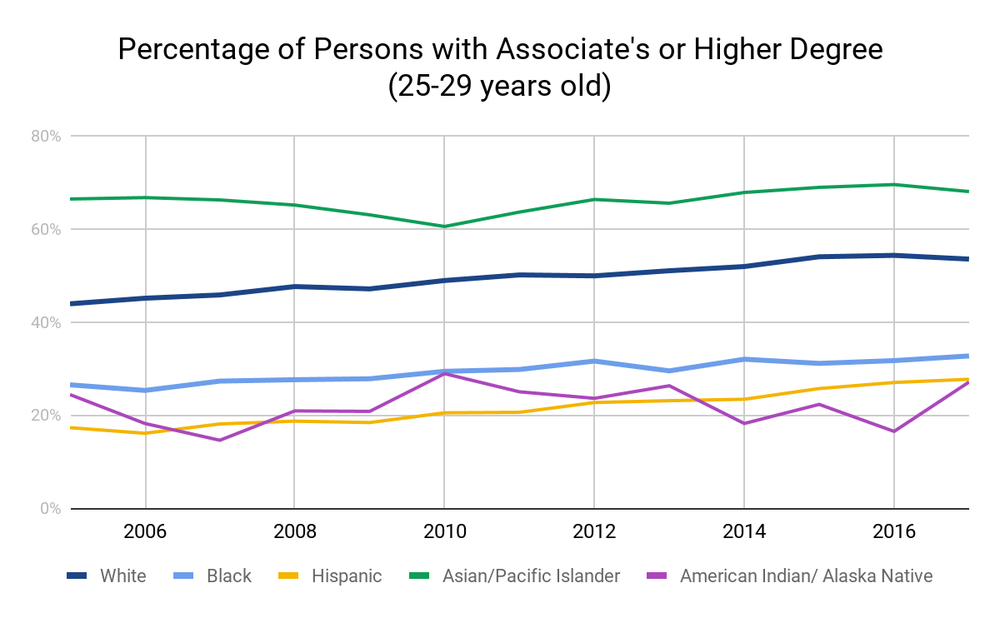 Percentage of Persons with Associate's or Higher Degree
(25-29 years old)
80%
60%
40%
20%
0%
2006 2008 2010 2012 2014 2016
White Black Hispanic Asian/Pacific Islander American Indian/ Alaska Native